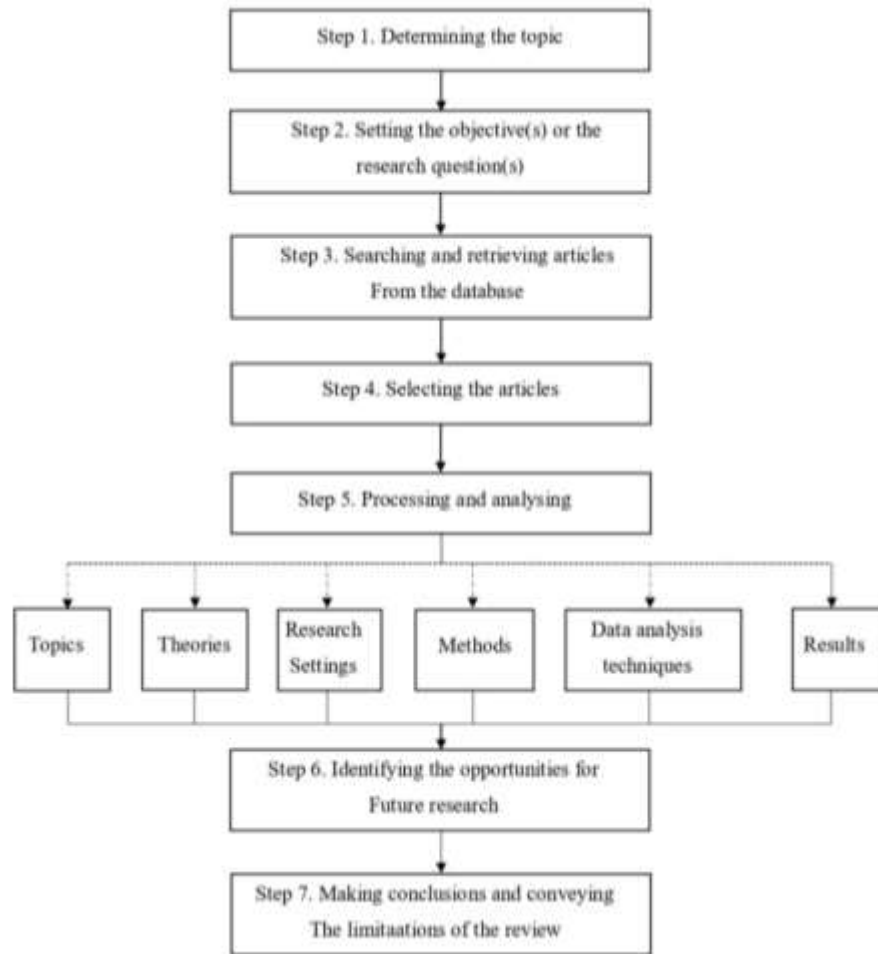 Step 1. Determining the topic
Step 2. Setting the objective(s) or the
research question(s)
Step 3. Searching and retrieving articles
From the database
Step 4. Selecting the articles
Step 5. Processing and analysing
Topics
Theories
Research
Settings
Methods
Data analysis
techniques
Results
Step 6. Identifying the opportunities for
Future research
Step 7. Making conclusions and conveying
The limitaations of the review